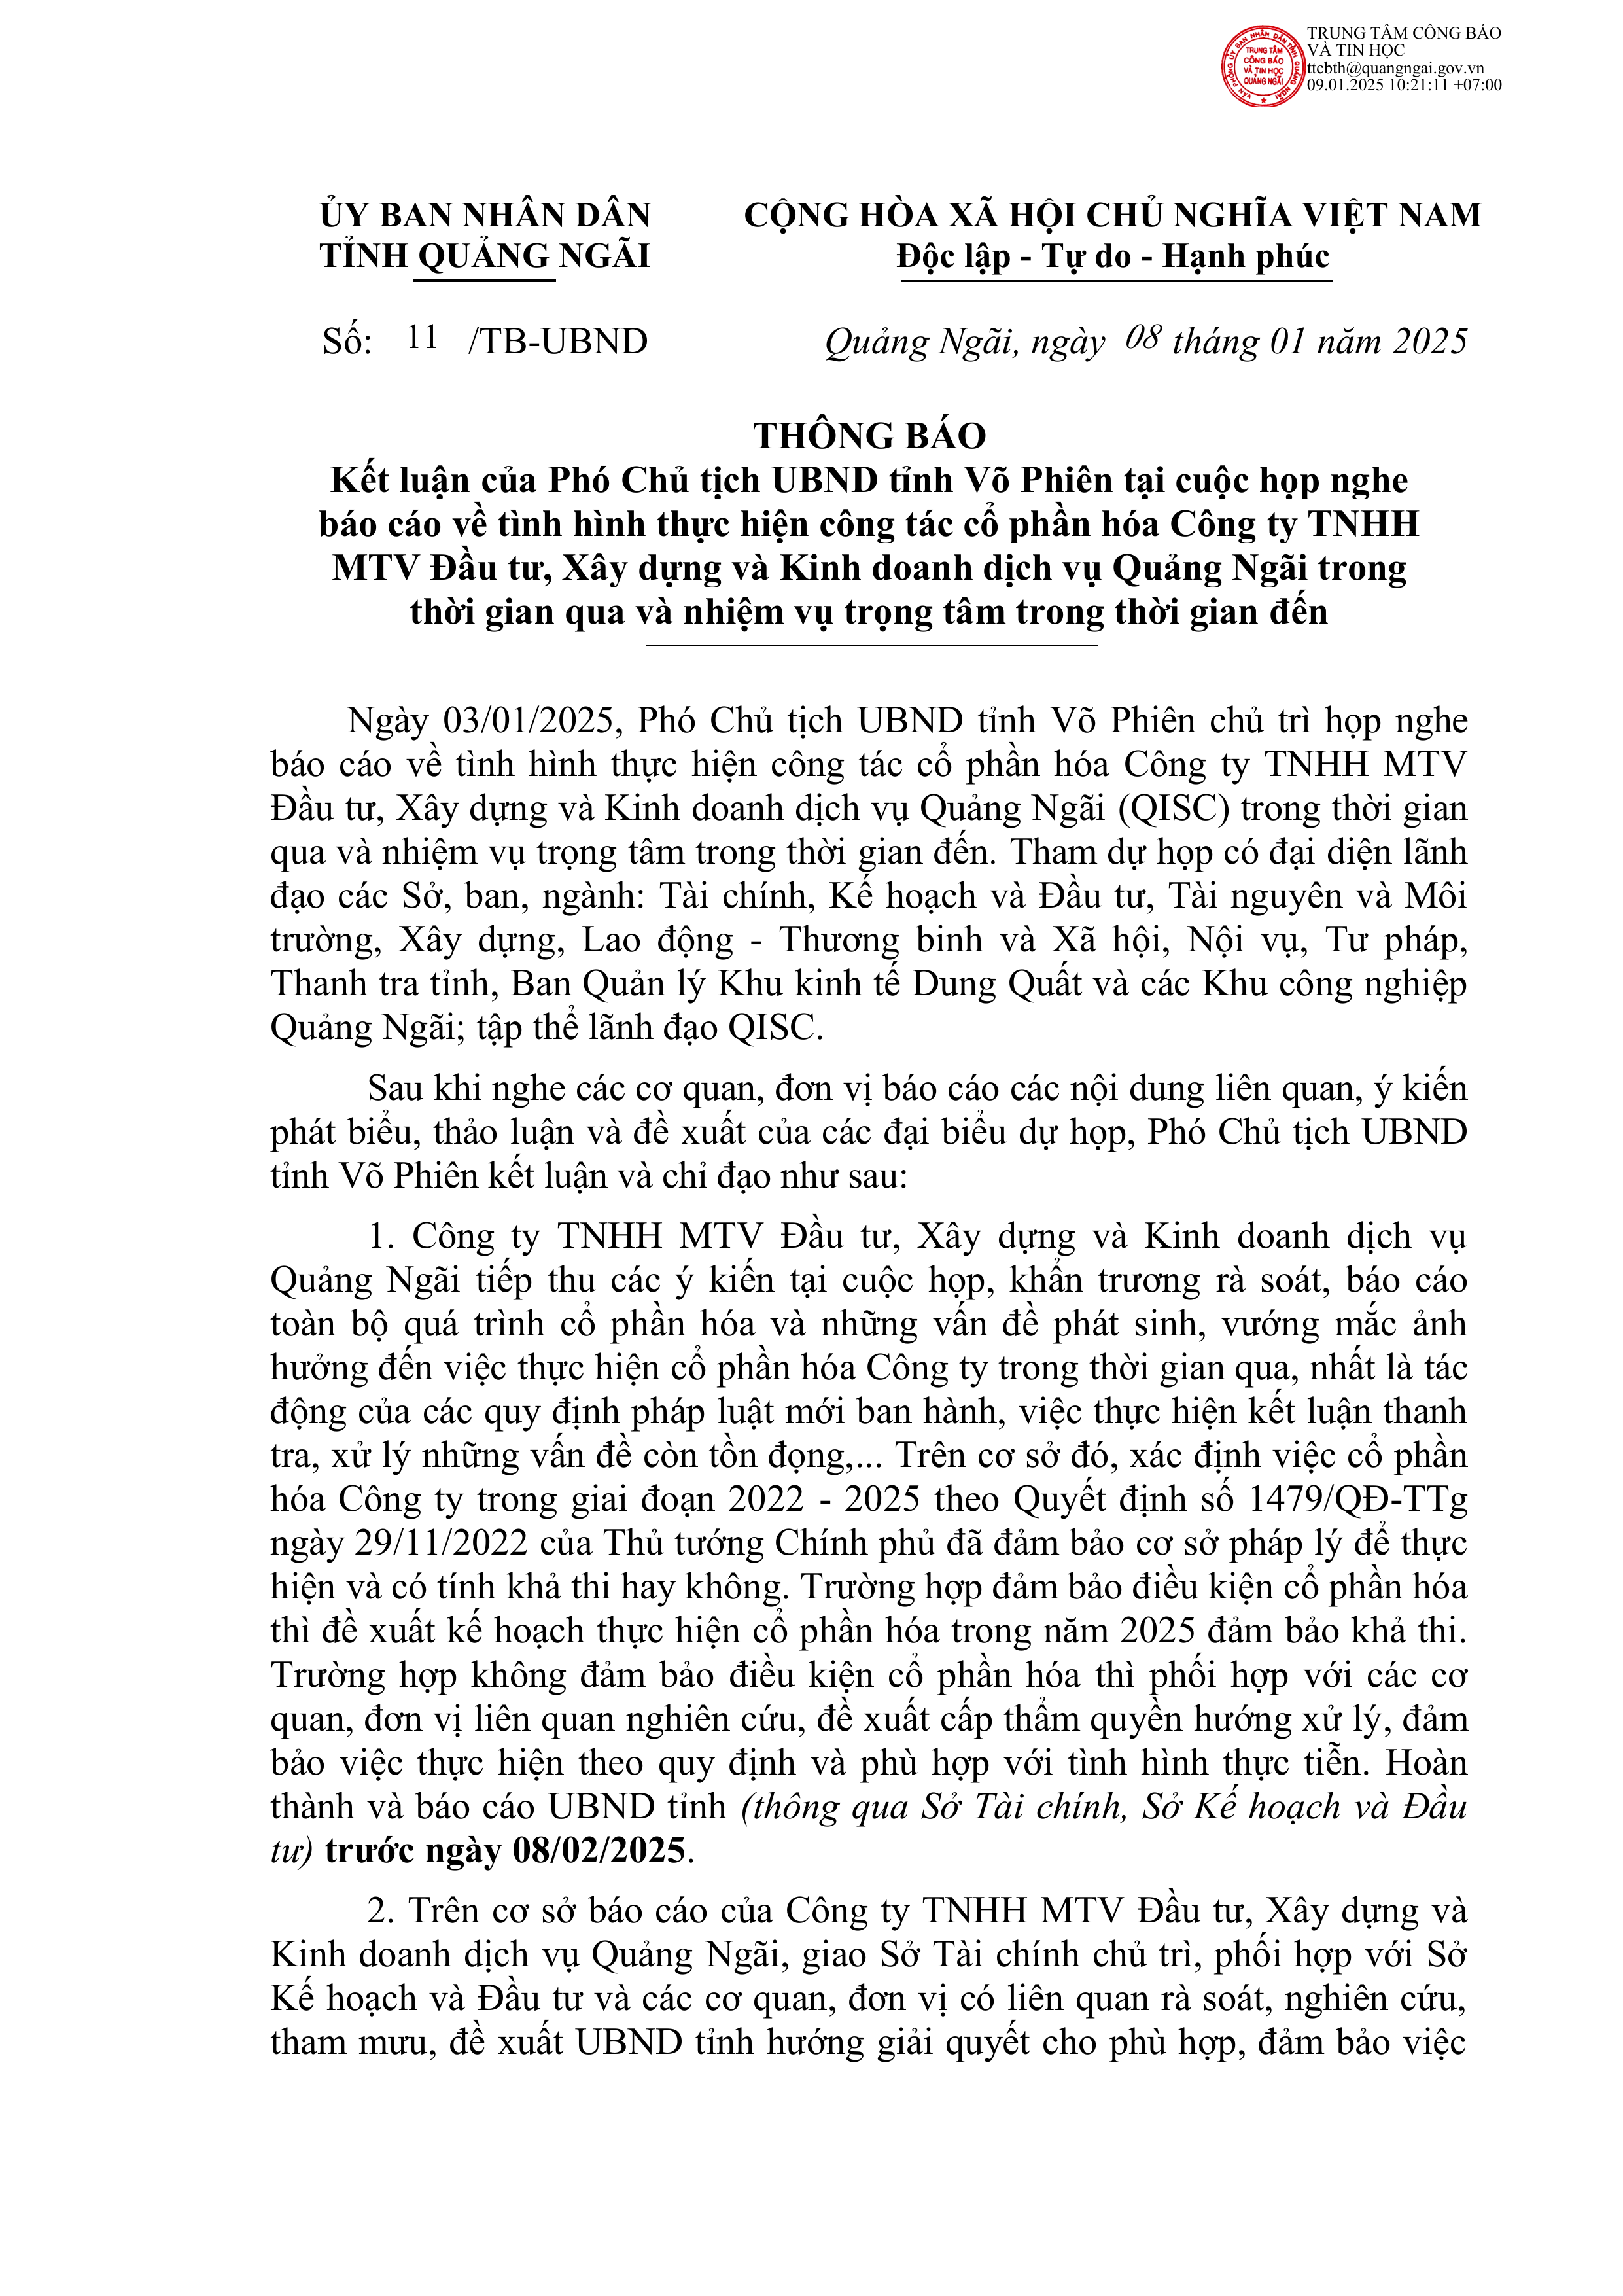 TRUNG TÂM CÔNG BÁO
VÀ TIN HỌC
ttcbth@quangngai.gov.vn
09.01.2025 10:21:11 +07:00
VĂN PHÒNG ỦY BAN NHÂN DÂN TỈNH QUẢNG NGÃI
TRUNG TÂM
CÔNG BÁO
VÀ TIN HỌC
QUẢNG NGÃI
ỦY BAN NHÂN DÂN
TỈNH QUẢNG NGÃI
CỘNG HÒA XÃ HỘI CHỦ NGHĨA VIỆT NAM
Độc lập - Tự do - Hạnh phúc
Số: 11 /TB-UBND
Quảng Ngãi, ngày 08 tháng 01 năm 2025
THÔNG BÁO
Kết luận của Phó Chủ tịch UBND tỉnh Võ Phiên tại cuộc họp nghe
báo cáo về tình hình thực hiện công tác cổ phần hóa Công ty TNHH
MTV Đầu tư, Xây dựng và Kinh doanh dịch vụ Quảng Ngãi trong
thời gian qua và nhiệm vụ trọng tâm trong thời gian đến
Ngày 03/01/2025, Phó Chủ tịch UBND tỉnh Võ Phiên chủ trì họp nghe
báo cáo về tình hình thực hiện công tác cổ phần hóa Công ty TNHH MTV
Đầu tư, Xây dựng và Kinh doanh dịch vụ Quảng Ngãi (QISC) trong thời gian
qua và nhiệm vụ trọng tâm trong thời gian đến. Tham dự họp có đại diện lãnh
đạo các Sở, ban, ngành: Tài chính, Kế hoạch và Đầu tư, Tài nguyên và Môi
trường, Xây dựng, Lao động - Thương binh và Xã hội, Nội vụ, Tư pháp,
Thanh tra tỉnh, Ban Quản lý Khu kinh tế Dung Quất và các Khu công nghiệp
Quảng Ngãi; tập thể lãnh đạo QISC.
Sau khi nghe các cơ quan, đơn vị báo cáo các nội dung liên quan, ý kiến
phát biểu, thảo luận và đề xuất của các đại biểu dự họp, Phó Chủ tịch UBND
tỉnh Võ Phiên kết luận và chỉ đạo như sau:
1. Công ty TNHH MTV Đầu tư, Xây dựng và Kinh doanh dịch vụ
Quảng Ngãi tiếp thu các ý kiến tại cuộc họp, khẩn trương rà soát, báo cáo
toàn bộ quá trình cổ phần hóa và những vấn đề phát sinh, vướng mắc ảnh
hưởng đến việc thực hiện cổ phần hóa Công ty trong thời gian qua, nhất là tác
động của các quy định pháp luật mới ban hành, việc thực hiện kết luận thanh
tra, xử lý những vấn đề còn tồn đọng,... Trên cơ sở đó, xác định việc cổ phần
hóa Công ty trong giai đoạn 2022 - 2025 theo Quyết định số 1479/QĐ-TTg
ngày 29/11/2022 của Thủ tướng Chính phủ đã đảm bảo cơ sở pháp lý để thực
hiện và có tính khả thi hay không. Trường hợp đảm bảo điều kiện cổ phần hóa
thì đề xuất kế hoạch thực hiện cổ phần hóa trong năm 2025 đảm bảo khả thi.
Trường hợp không đảm bảo điều kiện cổ phần hóa thì phối hợp với các cơ
quan, đơn vị liên quan nghiên cứu, đề xuất cấp thẩm quyền hướng xử lý, đảm
bảo việc thực hiện theo quy định và phù hợp với tình hình thực tiễn. Hoàn
thành và báo cáo UBND tỉnh (thông qua Sở Tài chính, Sở Kế hoạch và Đầu
tư) trước ngày 08/02/2025.
2. Trên cơ sở báo cáo của Công ty TNHH MTV Đầu tư, Xây dựng và
Kinh doanh dịch vụ Quảng Ngãi, giao Sở Tài chính chủ trì, phối hợp với Sở
Kế hoạch và Đầu tư và các cơ quan, đơn vị có liên quan rà soát, nghiên cứu,
tham mưu, đề xuất UBND tỉnh hướng giải quyết cho phù hợp, đảm bảo việc